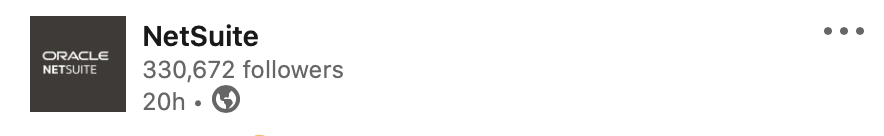 ORACLE
NETSUITE
NetSuite
330,672 followers
20h •